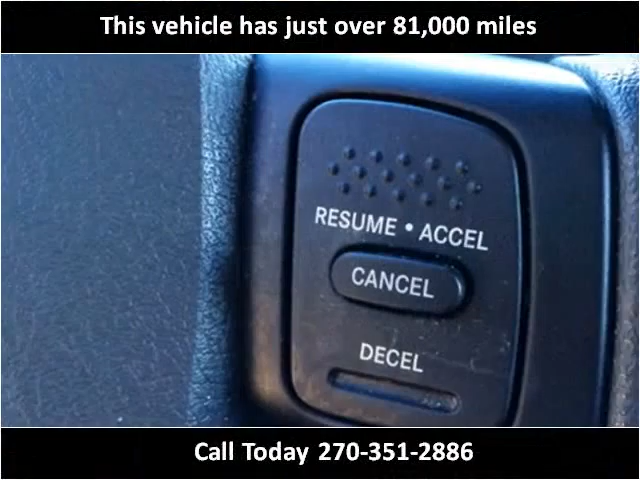 This vehicle has just over 81,000 miles
RESUME • ACCEL
CANCEL
DECEL
Call Today 270-351-2886